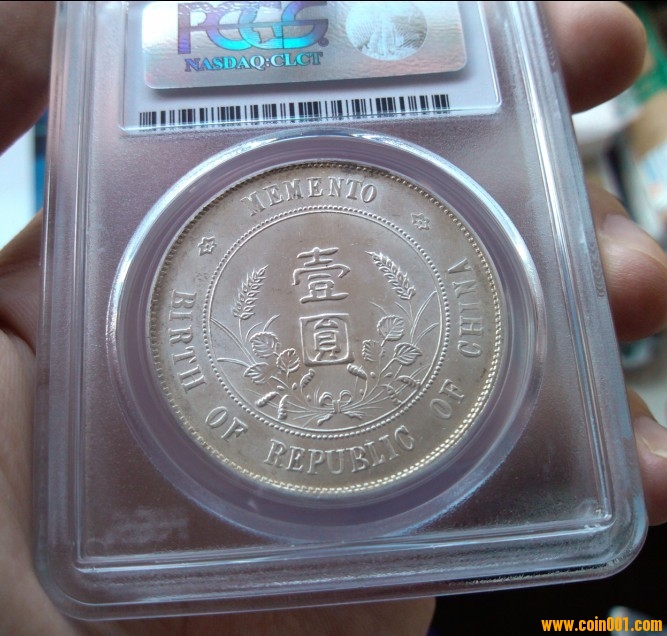 PCGS
NASDAQ:CLCT
MEMENTO
壹
圓
BIRTH OF REPUBLIC OF CHINA
www.coin001.com